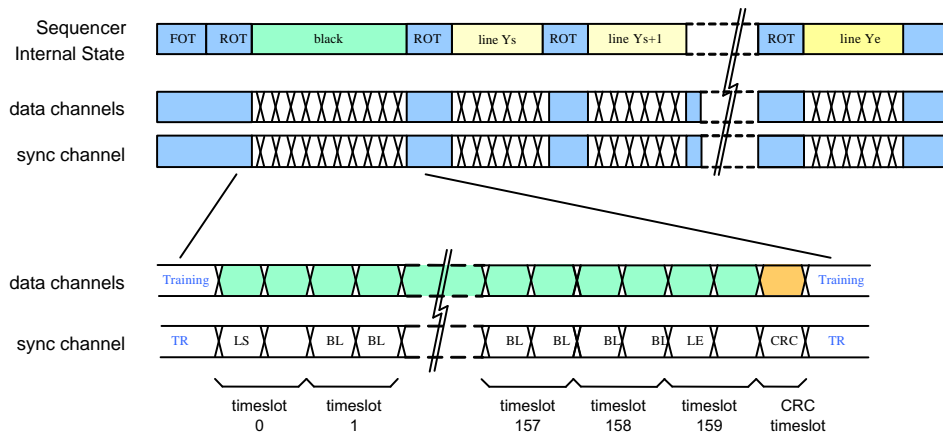 Sequencer
Internal State
FOT ROT black ROT line Ys ROT line Ys+1 ROT line Ye
data channels
sync channel
data channels Training Training
sync channel TR LS BL BL BL BL BL BL LE CRC TR
timeslot timeslot timeslot timeslot timeslot CRC
0 1 157 158 159 timeslot